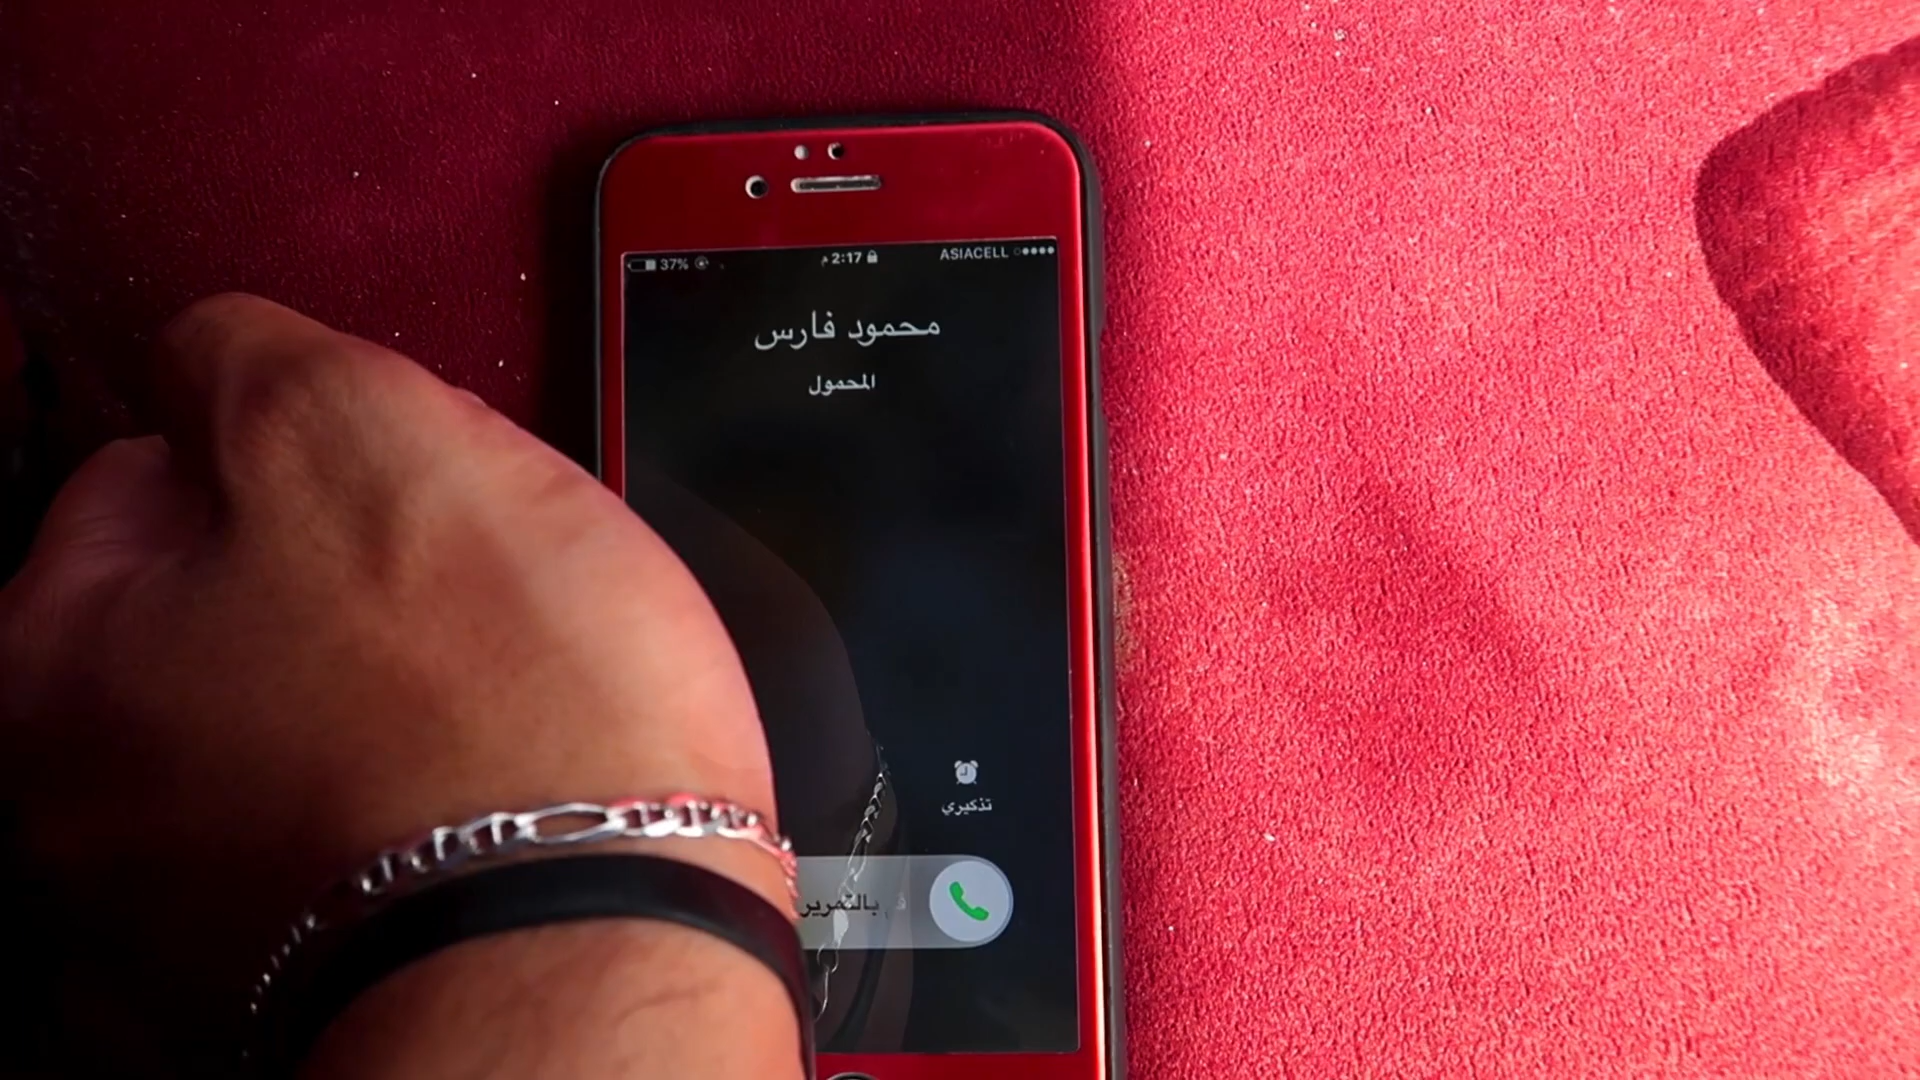 ASIACELL 2:17 م 37%
محمود فارس
المحمول
تذكيري
بالتمرير